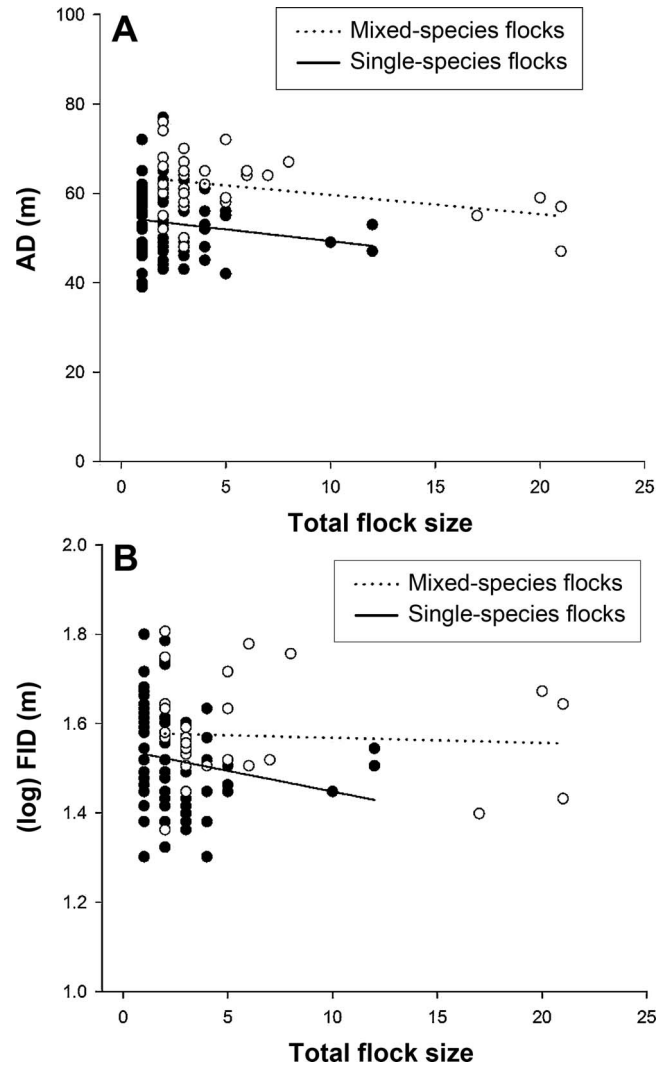 A
Mixed-species flocks
Single-species flocks
AD (m)
100
80
60
40
20
0
0 5 10 15 20 25
Total flock size
B
Mixed-species flocks
Single-species flocks
(log) FID (m)
2.0
1.8
1.6
1.4
1.2
1.0
0 5 10 15 20 25
Total flock size